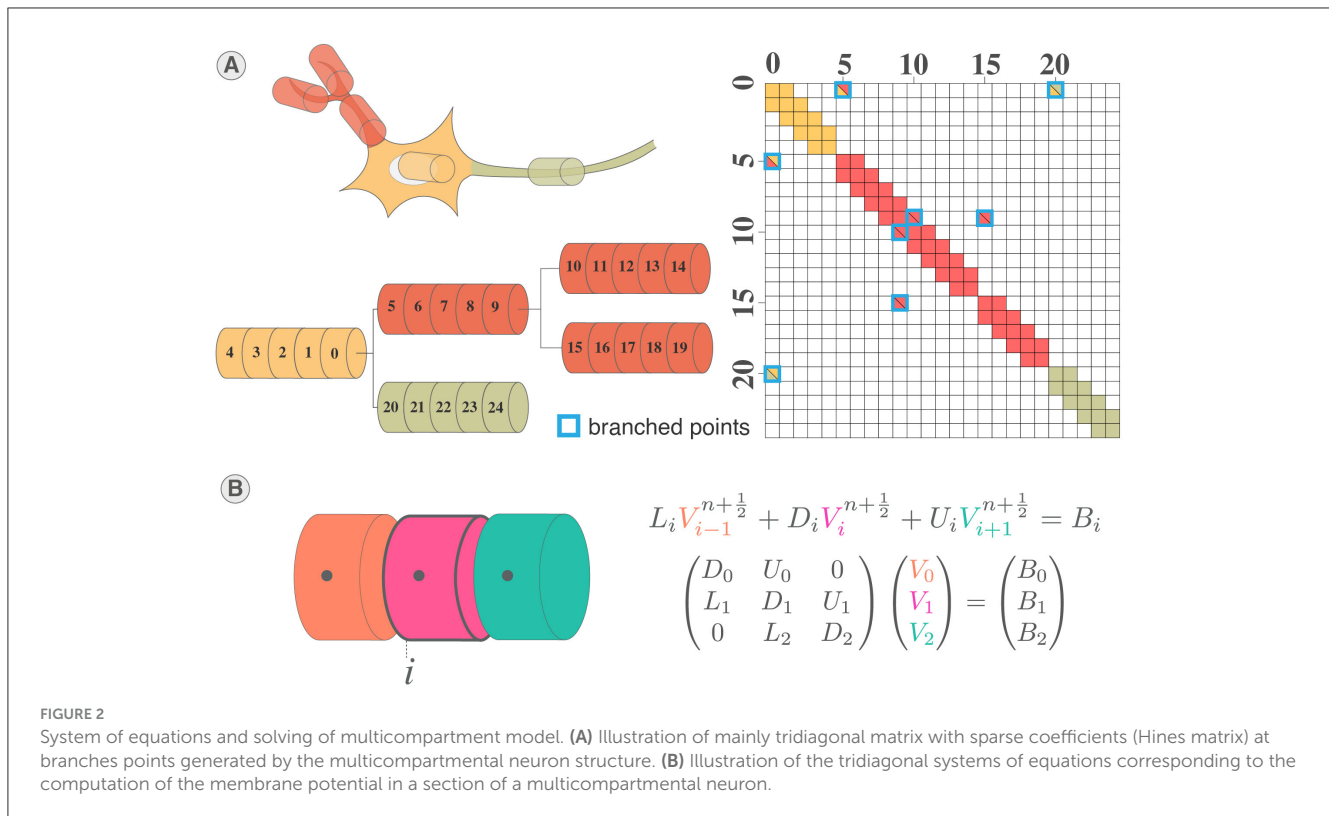 A
0 5 10 15 20
0
5
10
15
20
10 11 12 13 14
5 6 7 8 9
4 3 2 1 0
15 16 17 18 19
20 21 22 23 24
branched points
B
i
L_i V_{i-1}^{n+\frac{1}{2}} + D_i V_i^{n+\frac{1}{2}} + U_i V_{i+1}^{n+\frac{1}{2}} = B_i
D_0 U_0 0 V_0 B_0
L_1 D_1 U_1 V_1 = B_1
0 L_2 D_2 V_2 B_2
FIGURE 2
System of equations and solving of multicompartment model. (A) Illustration of mainly tridiagonal matrix with sparse coefficients (Hines matrix) at
branches points generated by the multicompartmental neuron structure. (B) Illustration of the tridiagonal systems of equations corresponding to the
computation of the membrane potential in a section of a multicompartmental neuron.